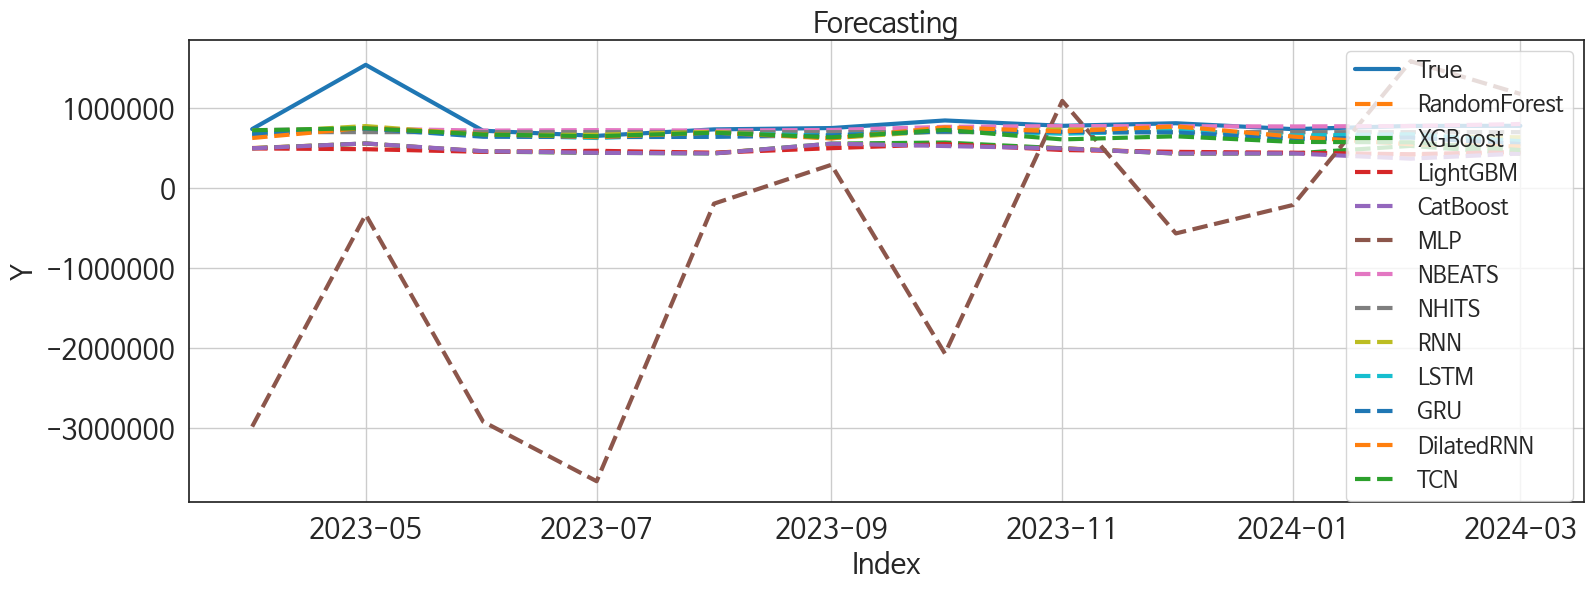 Forecasting
Y
1000000
0
-1000000
-2000000
-3000000
True
RandomForest
XGBoost
LightGBM
CatBoost
MLP
NBEATS
NHITS
RNN
LSTM
GRU
DilatedRNN
TCN
2023-05
2023-07
2023-09
2023-11
2024-01
2024-03
Index